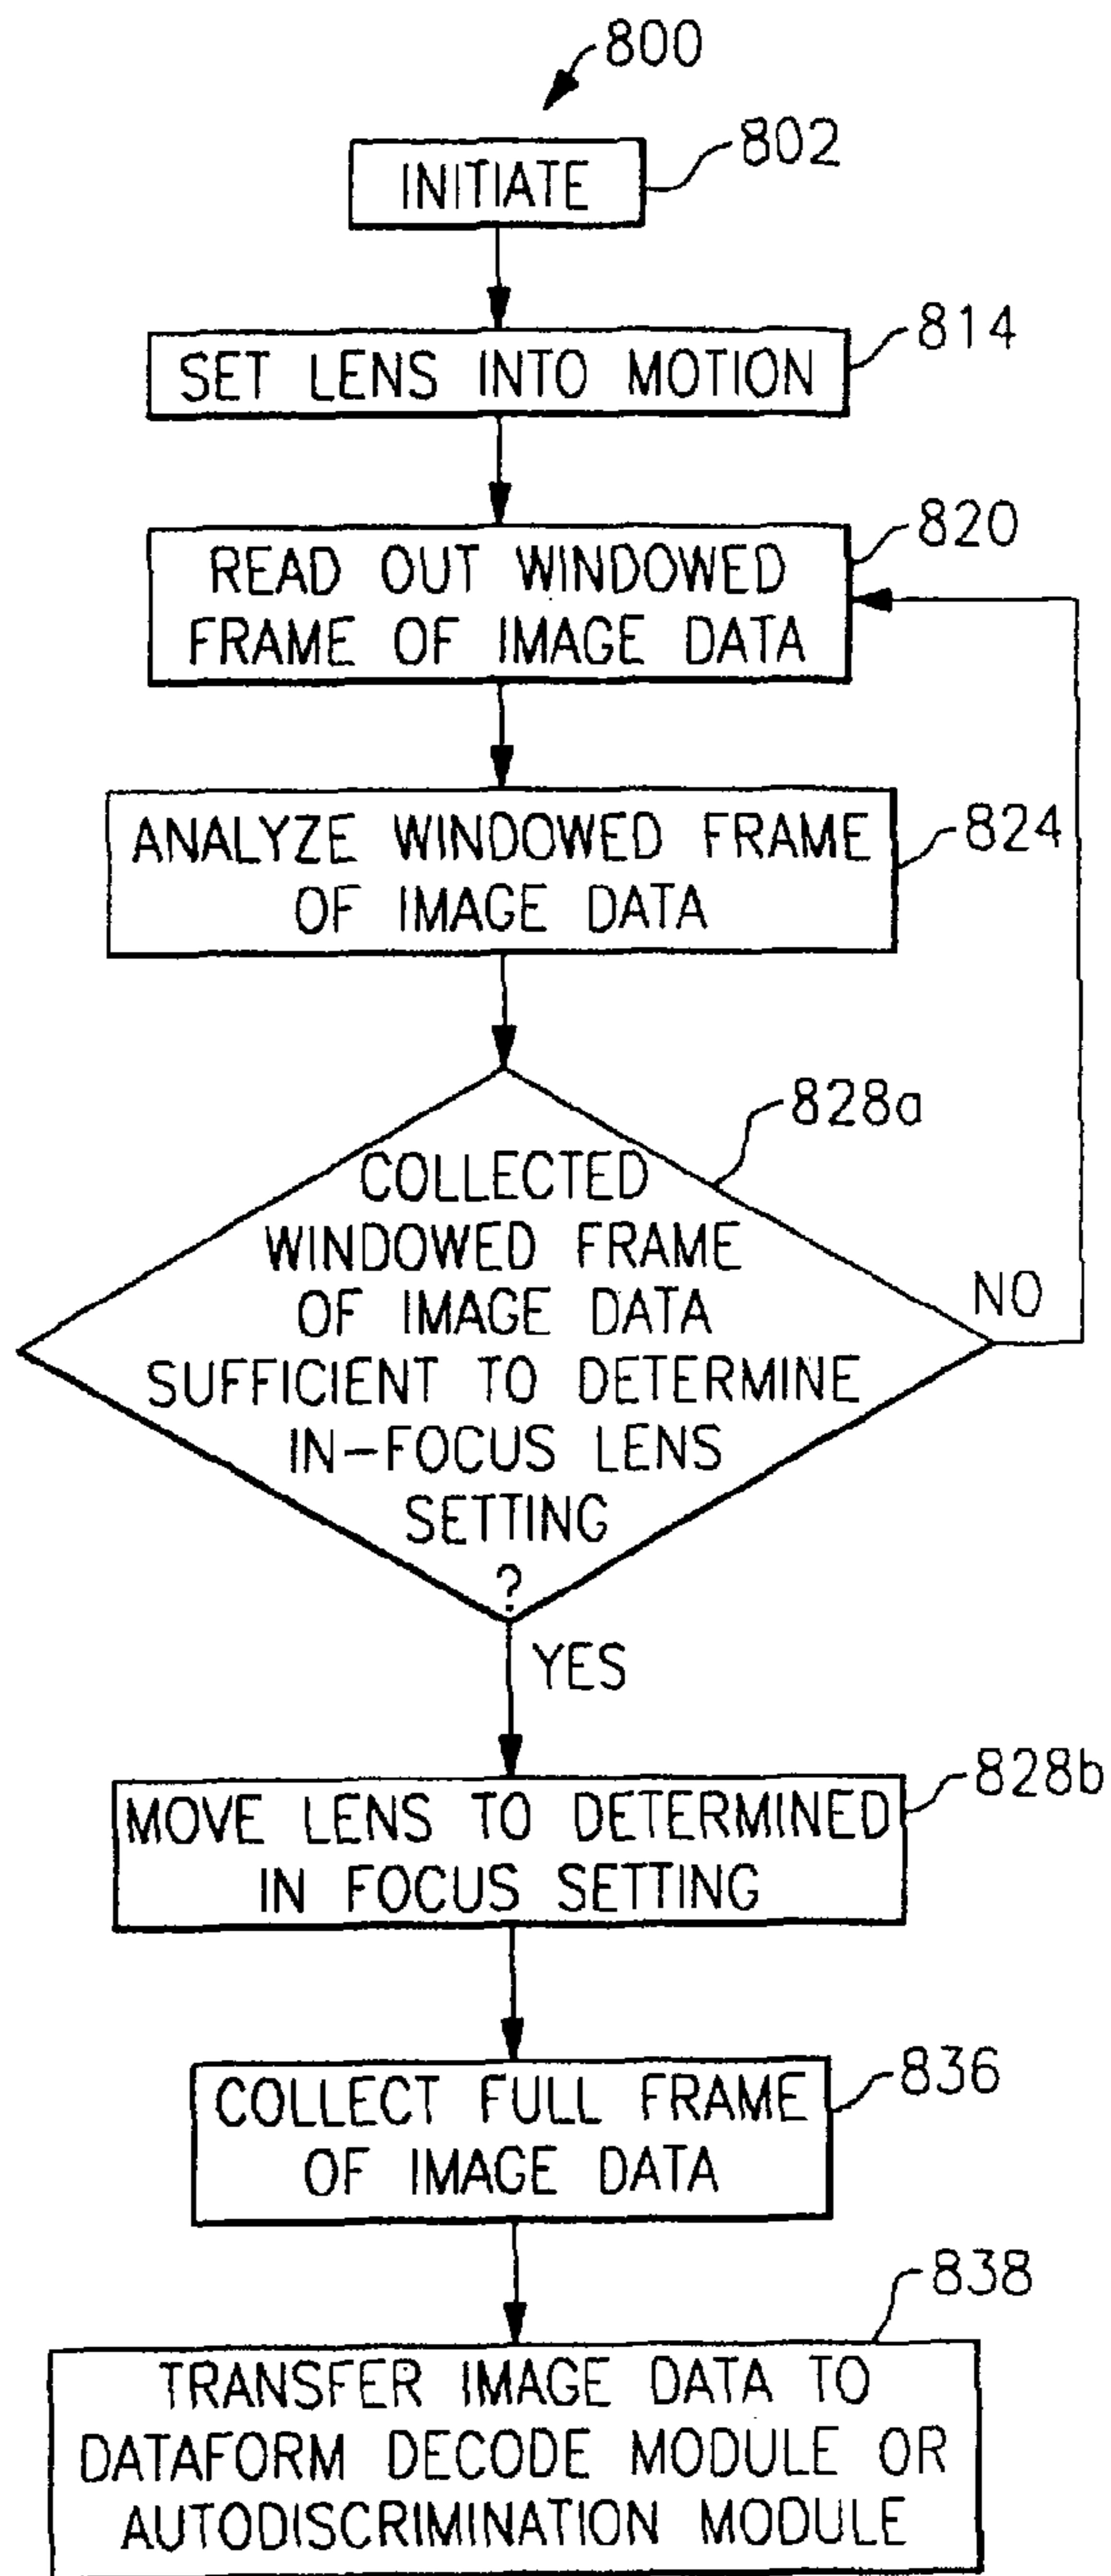 800
INITIATE
802
SET LENS INTO MOTION
814
READ OUT WINDOWED
FRAME OF IMAGE DATA
820
ANALYZE WINDOWED FRAME
OF IMAGE DATA
824
COLLECTED
WINDOWED FRAME
OF IMAGE DATA
SUFFICIENT TO DETERMINE
IN-FOCUS LENS
SETTING
?
828a
NO
YES
MOVE LENS TO DETERMINED
IN FOCUS SETTING
828b
COLLECT FULL FRAME
OF IMAGE DATA
836
TRANSFER IMAGE DATA TO
DATAFORM DECODE MODULE OR
AUTODISCRIMINATION MODULE
838